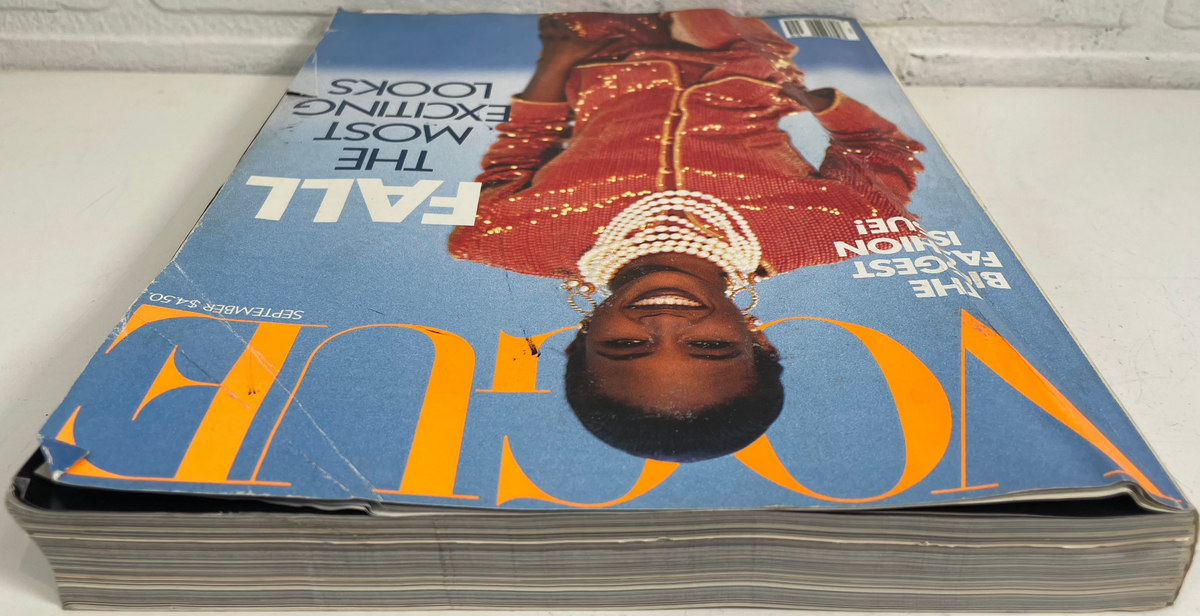 VOGUE
SEPTEMBER $4.50
THE
BIGGEST
FASHION
ISSUE!
FALL
THE
MOST
EXCITING
LOOKS